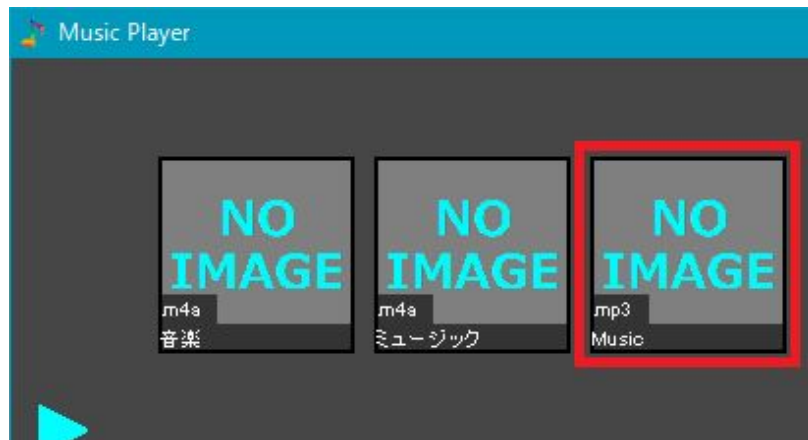 Music Player
NO
IMAGE
m4a
音楽
NO
IMAGE
m4a
ミュージック
NO
IMAGE
mp3
Music